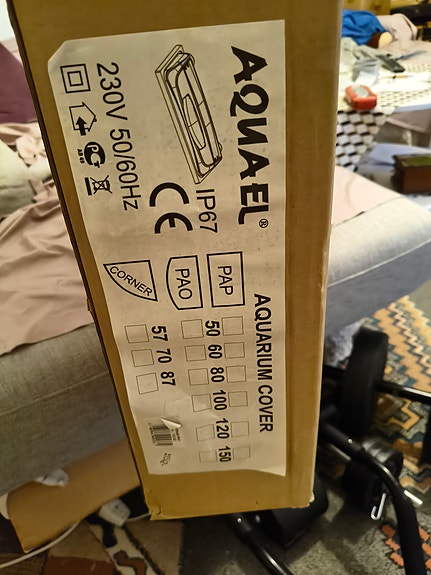 AQUAEL®
IP67
CE
230V 50/60Hz
AQUARIUM COVER
PAP
PAO
50 60 80 100 120 150
CORNER
57 70 87